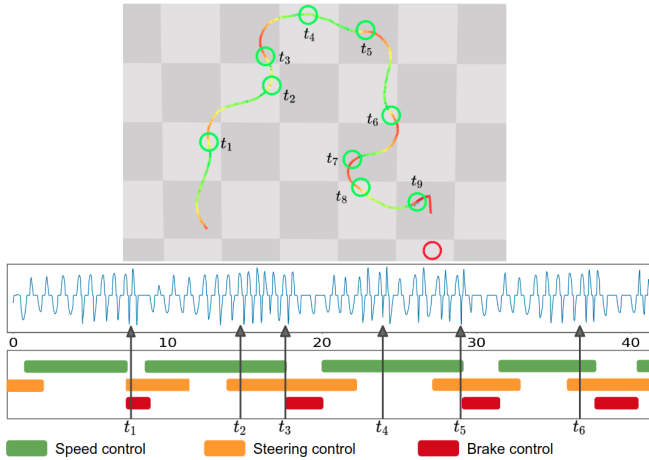 t4
t5
t3
t2
t6
t1
t7
t8
t9
0 10 20 30 40
t1 t2 t3 t4 t5 t6
Speed control Steering control Brake control